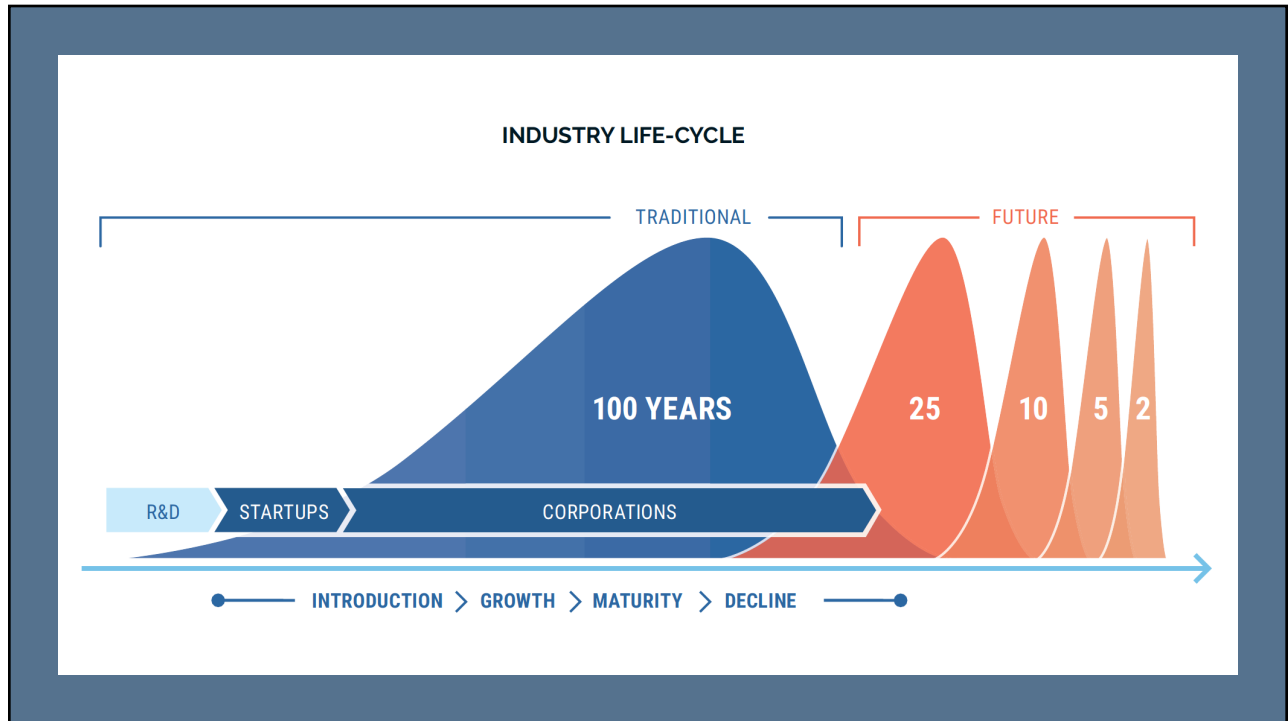 INDUSTRY LIFE-CYCLE
TRADITIONAL
FUTURE
100 YEARS
25
10
5
2
R&D
STARTUPS
CORPORATIONS
INTRODUCTION > GROWTH > MATURITY > DECLINE